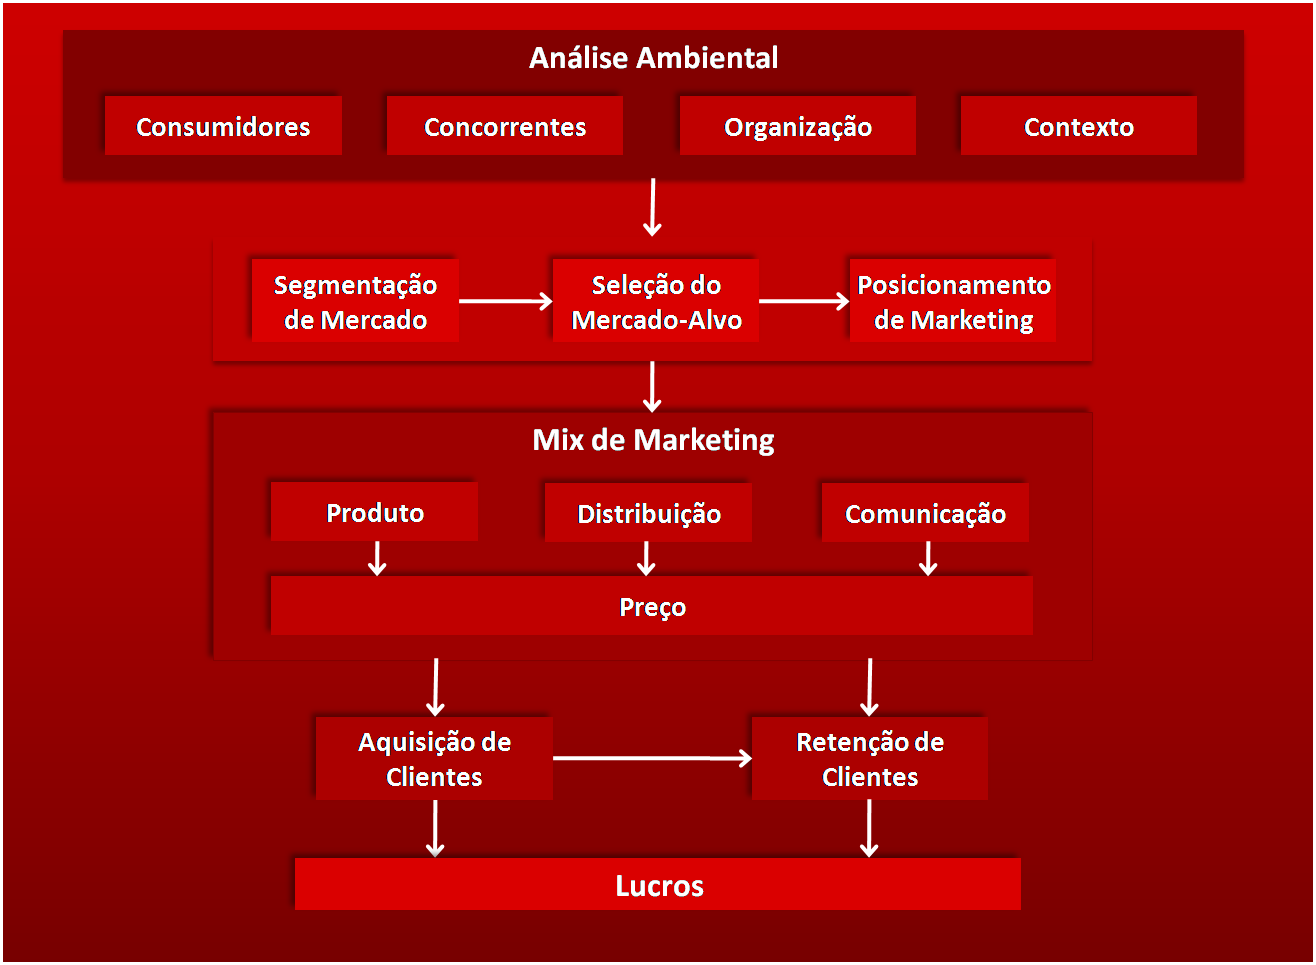 Análise Ambiental
Consumidores
Concorrentes
Organização
Contexto
Segmentação
de Mercado
Seleção do
Mercado-Alvo
Posicionamento
de Marketing
Mix de Marketing
Produto
Distribuição
Comunicação
Preço
Aquisição de
Clientes
Retenção de
Clientes
Lucros